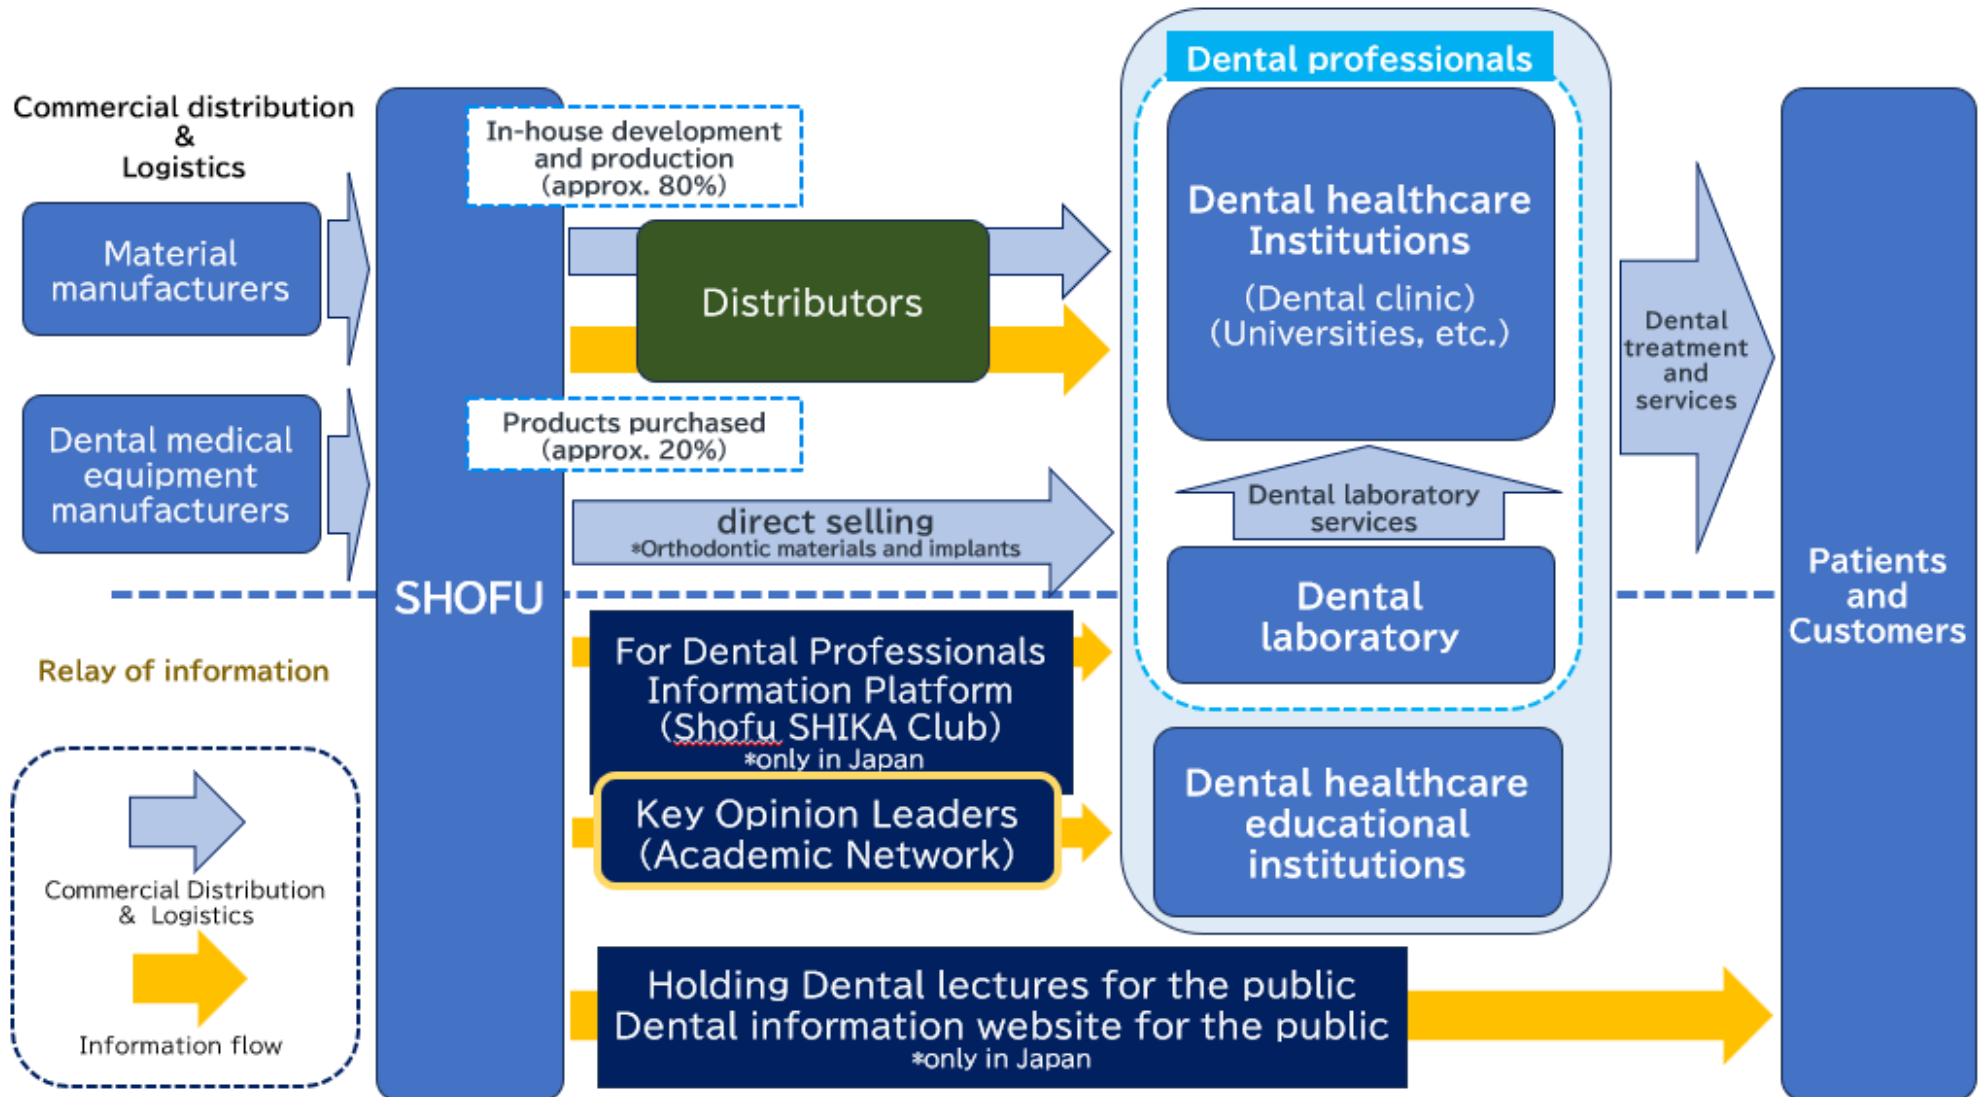 Commercial distribution
&
Logistics
Material
manufacturers
Dental medical
equipment
manufacturers
Relay of information
Commercial Distribution
& Logistics
Information flow
SHOFU
In-house development
and production
(approx. 80%)
Distributors
Products purchased
(approx. 20%)
direct selling
*Orthodontic materials and implants
For Dental Professionals
Information Platform
(Shofu SHIKA Club)
*only in Japan
Key Opinion Leaders
(Academic Network)
Holding Dental lectures for the public
Dental information website for the public
*only in Japan
Dental professionals
Dental healthcare
Institutions
(Dental clinic)
(Universities, etc.)
Dental laboratory
services
Dental
laboratory
Dental healthcare
educational
institutions
Dental
treatment
and
services
Patients
and
Customers